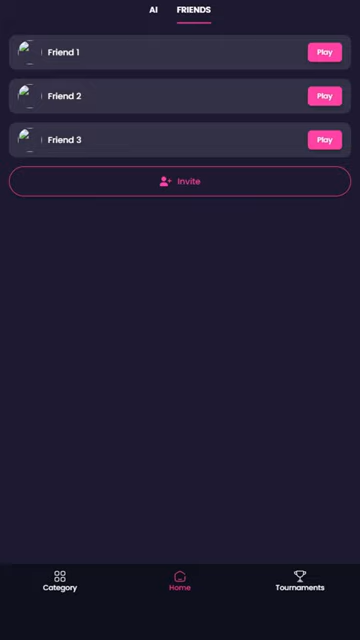 AI FRIENDS
Friend 1 Play
Friend 2 Play
Friend 3 Play
Invite
Category Home Tournaments